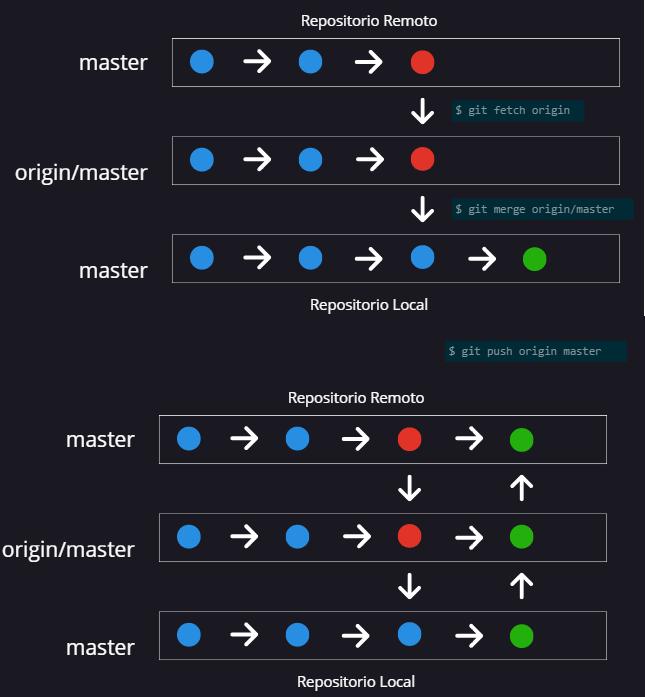 Repositorio Remoto
master
$ git fetch origin
origin/master
$ git merge origin/master
master
Repositorio Local
$ git push origin master
Repositorio Remoto
master
origin/master
master
Repositorio Local